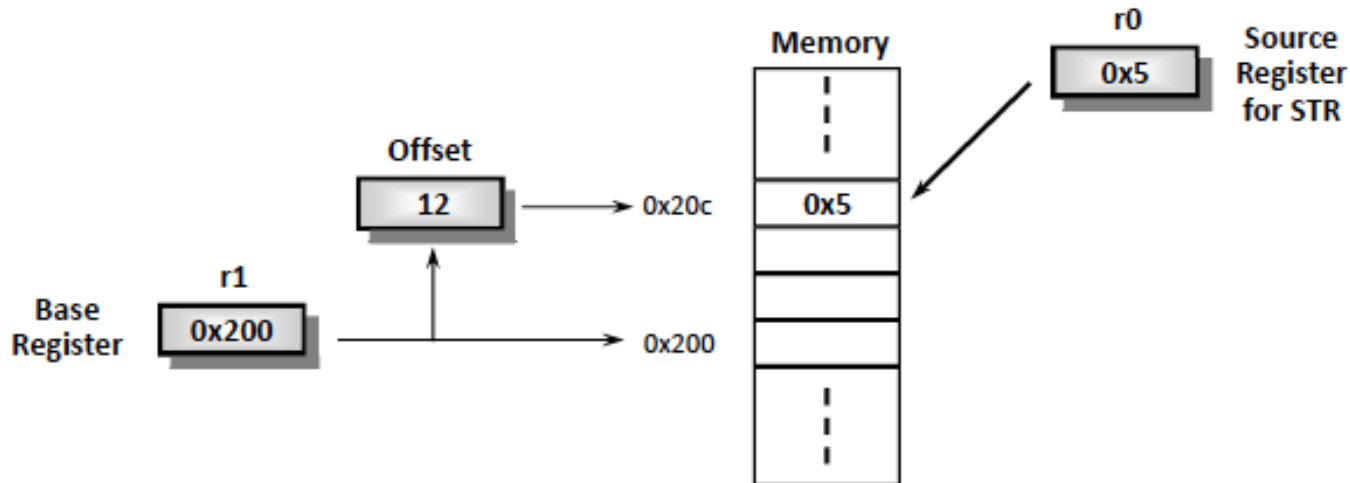 r0
Source
Register
for STR
0x5
Memory
Offset
12
0x20c
0x5
r1
Base
Register
0x200
0x200